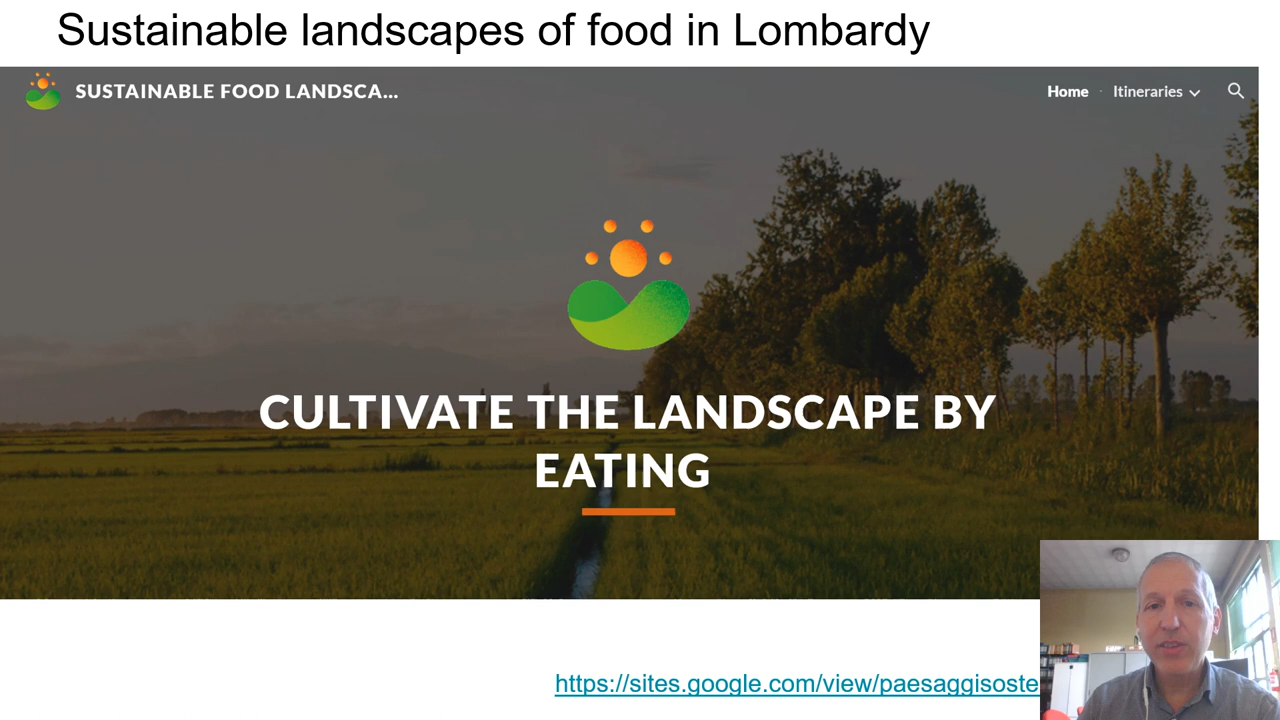 Sustainable landscapes of food in Lombardy
SUSTAINABLE FOOD LANDSCA...
Home · Itineraries
CULTIVATE THE LANDSCAPE BY
EATING
https://sites.google.com/view/paesaggisoste